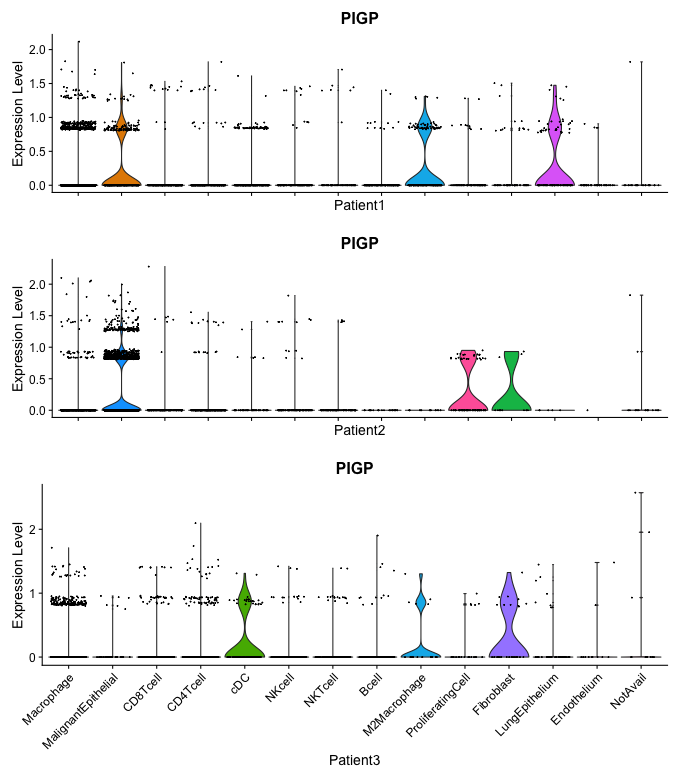 PIGP
Expression Level
2.0
1.5
1.0
0.5
0.0
Patient1
PIGP
Expression Level
2.0
1.5
1.0
0.5
0.0
Patient2
PIGP
Expression Level
2
1
0
Macrophage
MalignantEpithelial
CD8Tcell
CD4Tcell
cDC
NKcell
NKTcell
Bcell
M2Macrophage
ProliferatingCell
Fibroblast
LungEpithelium
Endothelium
NotAvail
Patient3